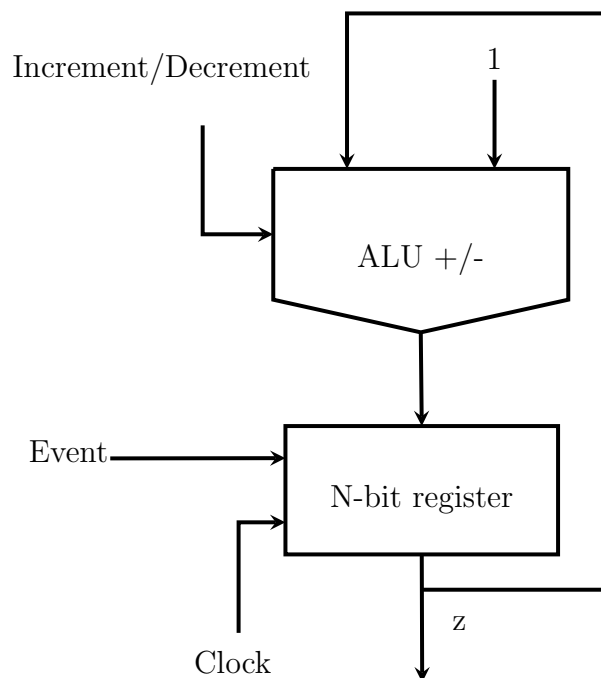 Increment/Decrement
1
ALU +/-
Event
N-bit register
z
Clock